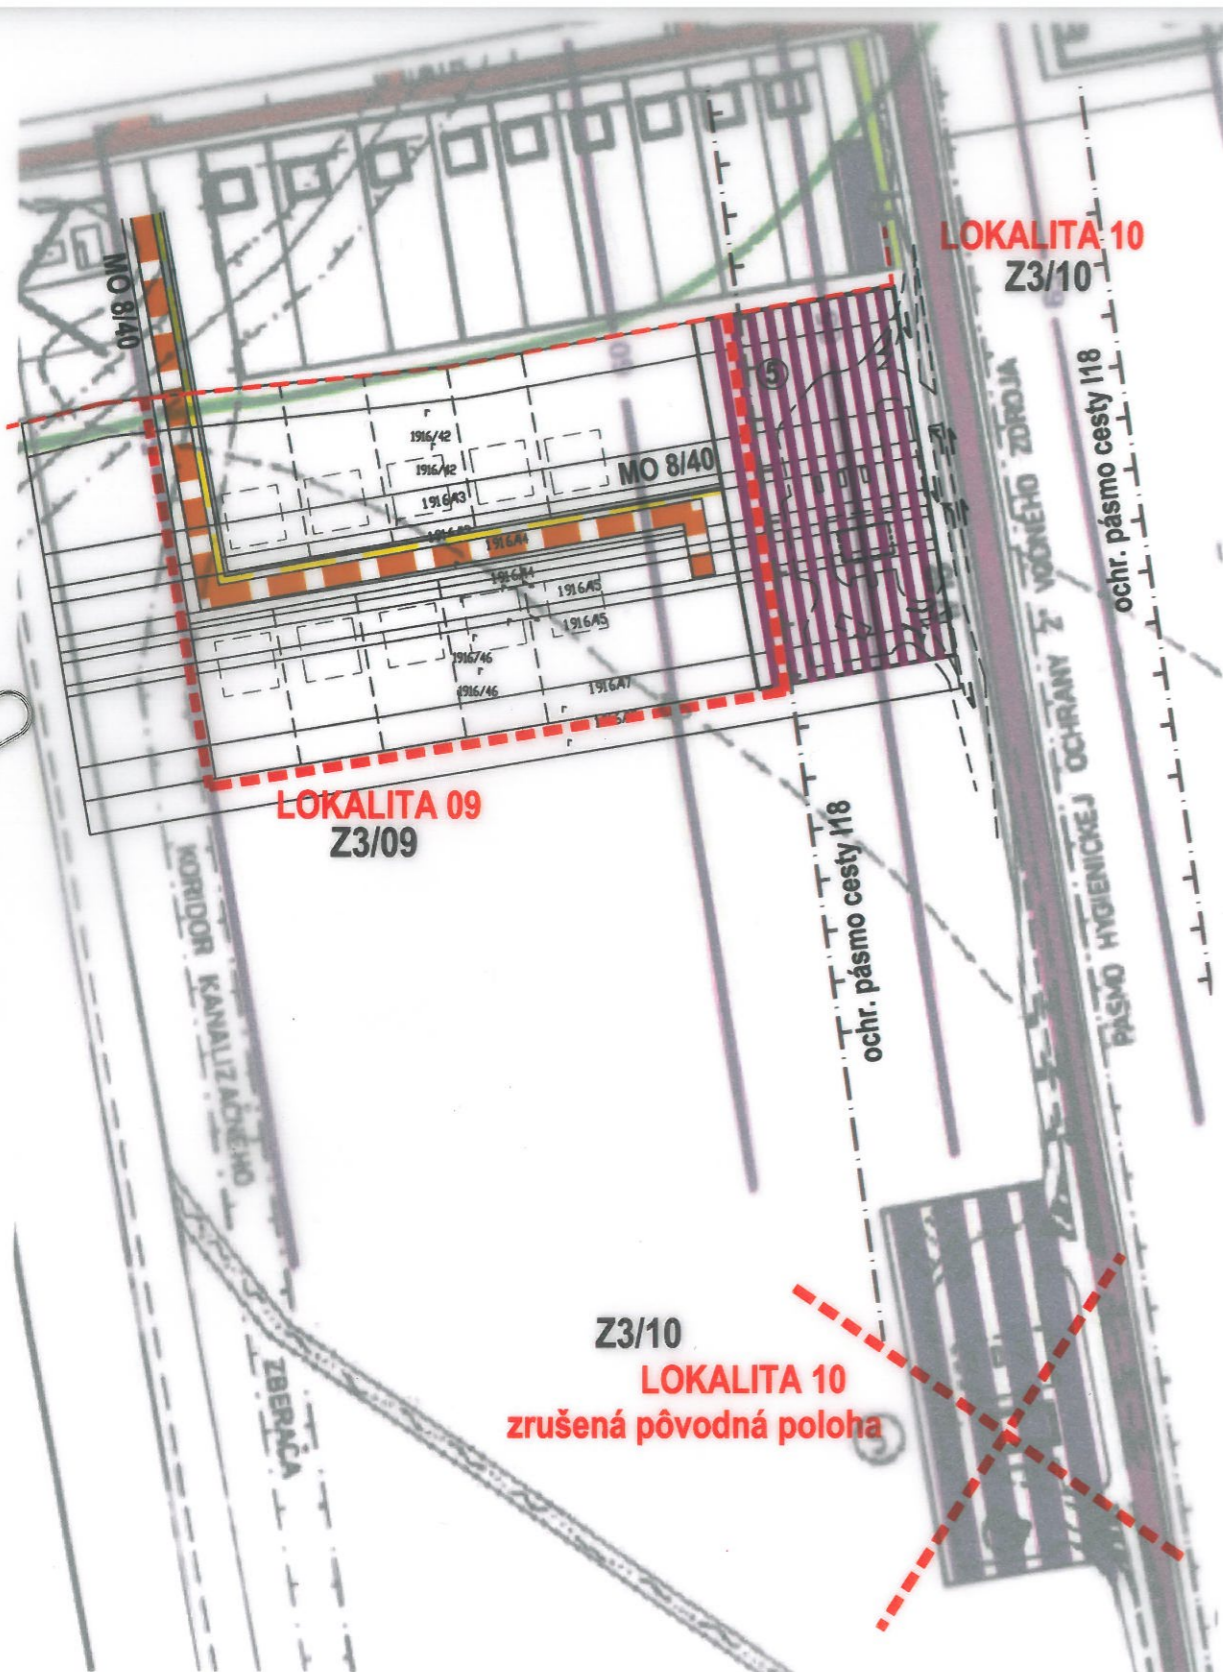 LOKALITA 10
Z3/10
MO 8/40
ochr. pásmo cesty I18
5
1916/42
1916/42
1916/43
MO 8/40
1916/44
1916/44
1916/45
1916/45
1916/46
1916/46
1916/47
LOKALITA 09
Z3/09
PÁSMO HYGIENICKEJ OCHRANY 2° VODNÉHO ZDROJA
ochr. pásmo cesty I18
KORIDOR KANALIZAČNÉHO
ZBERAČA
Z3/10
LOKALITA 10
zrušená pôvodná poloha